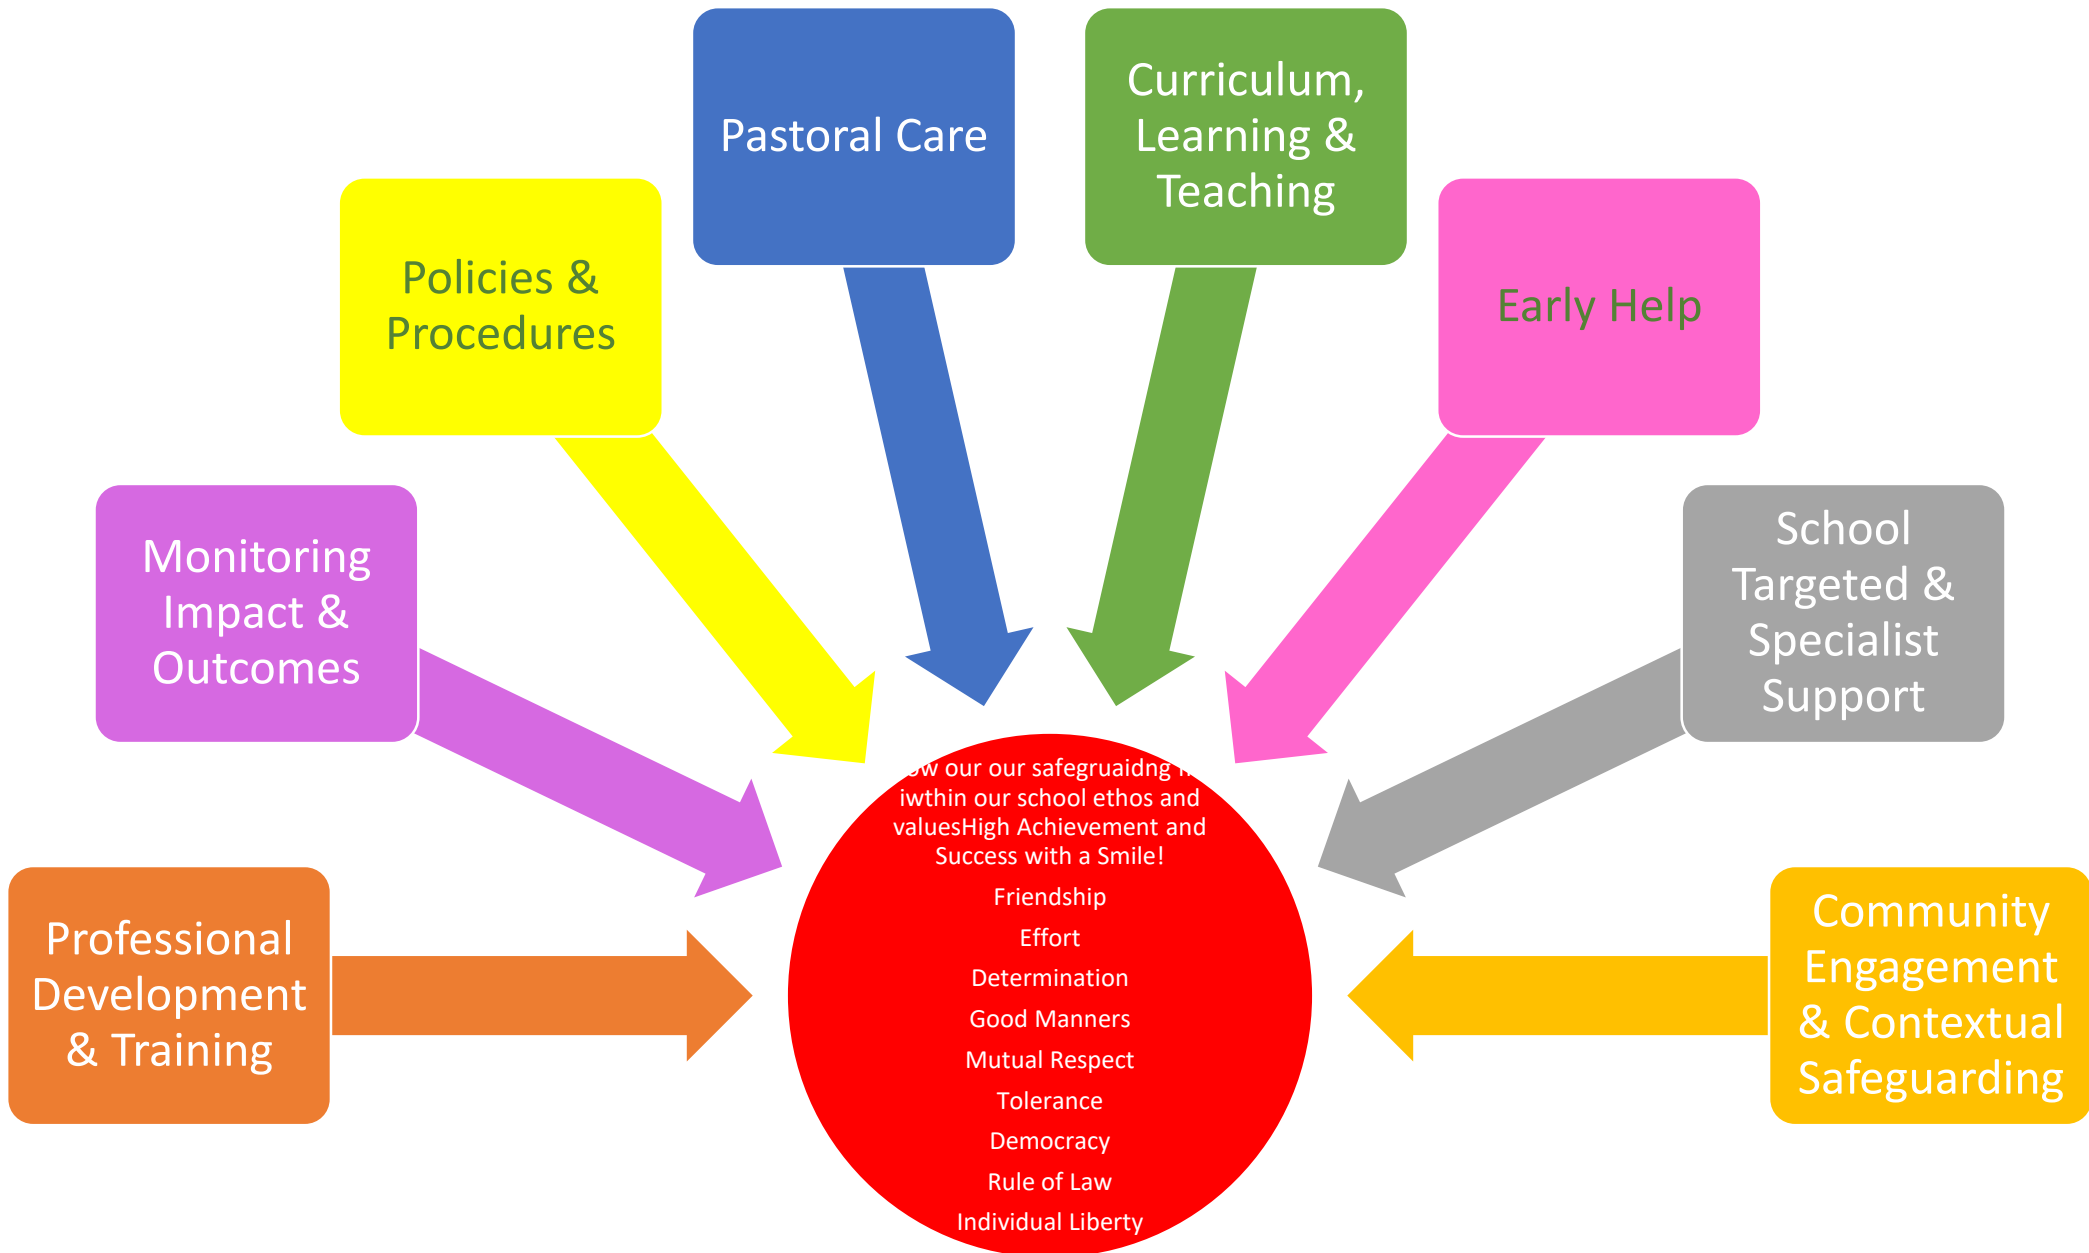 Pastoral Care
Curriculum,
Learning &
Teaching
Policies &
Procedures
Early Help
Monitoring
Impact &
Outcomes
School
Targeted &
Specialist
Support
Professional
Development
& Training
Community
Engagement
& Contextual
Safeguarding
our our safegruaidng
iwthin our school ethos and
valuesHigh Achievement and
Success with a Smile!
Friendship
Effort
Determination
Good Manners
Mutual Respect
Tolerance
Democracy
Rule of Law
Individual Liberty